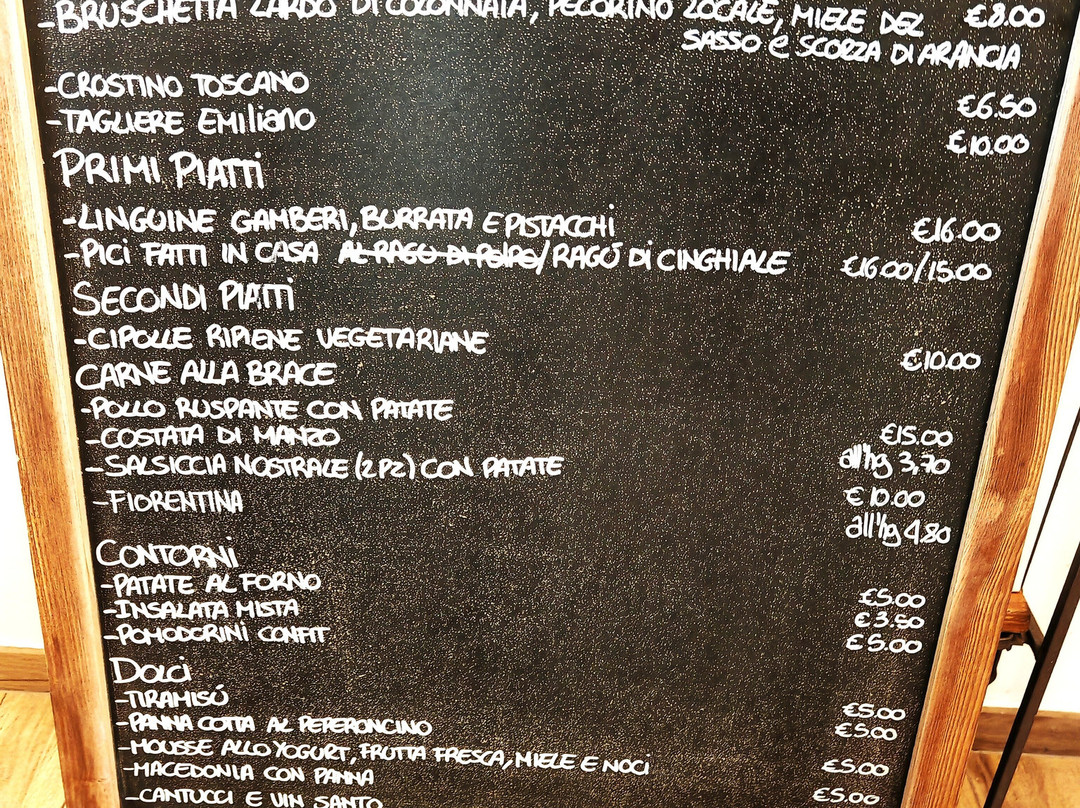 -BRUSCHETTA LARDO DI COLONNATA, PECORINO LOCALE, MIELE DEL €8.00
SASSO E SCORZA DI ARANCIA
-CROSTINO TOSCANO €6.50
-TAGLIERE EMILIANO €10.00
PRIMI PIATTI
-LINGUINE GAMBERI, BURRATA E PISTACCHI €16.00
-PICI FATTI IN CASA AL RAGÙ DI POLPO/RAGÙ DI CINGHIALE €16.00/15.00
SECONDI PIATTI
-CIPOLLE RIPIENE VEGETARIANE €10.00
CARNE ALLA BRACE
-POLLO RUSPANTE CON PATATE €15.00
-COSTATA DI MANZO all'hg 3,70
-SALSICCIA NOSTRALE (2PZ) CON PATATE €10.00
-FIORENTINA all'hg 4.80
CONTORNI
-PATATE AL FORNO €5.00
-INSALATA MISTA €3.50
-POMODORINI CONFIT €5.00
DOLCI
-TIRAMISÙ €5.00
-PANNA COTTA AL PEPERONCINO €5.00
-MOUSSE ALLO YOGURT, FRUTTA FRESCA, MIELE E NOCI €5.00
-MACEDONIA CON PANNA €5.00
-CANTUCCI E VIN SANTO